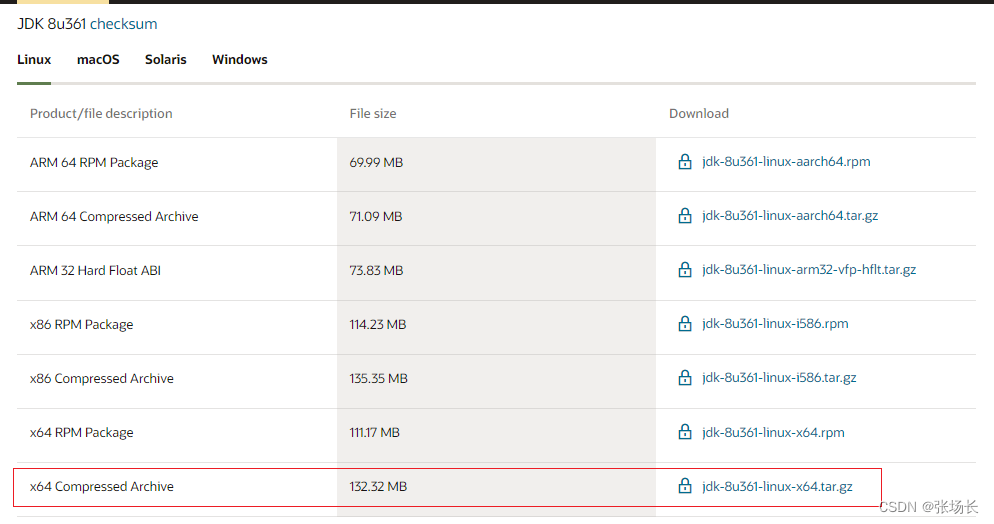 JDK 8u361 checksum
Linux macOS Solaris Windows
Product/file description File size Download
ARM 64 RPM Package 69.99 MB jdk-8u361-linux-aarch64.rpm
ARM 64 Compressed Archive 71.09 MB jdk-8u361-linux-aarch64.tar.gz
ARM 32 Hard Float ABI 73.83 MB jdk-8u361-linux-arm32-vfp-hflt.tar.gz
x86 RPM Package 114.23 MB jdk-8u361-linux-i586.rpm
x86 Compressed Archive 135.35 MB jdk-8u361-linux-i586.tar.gz
x64 RPM Package 111.17 MB jdk-8u361-linux-x64.rpm
x64 Compressed Archive 132.32 MB jdk-8u361-linux-x64.tar.gz
CSDN @张场长